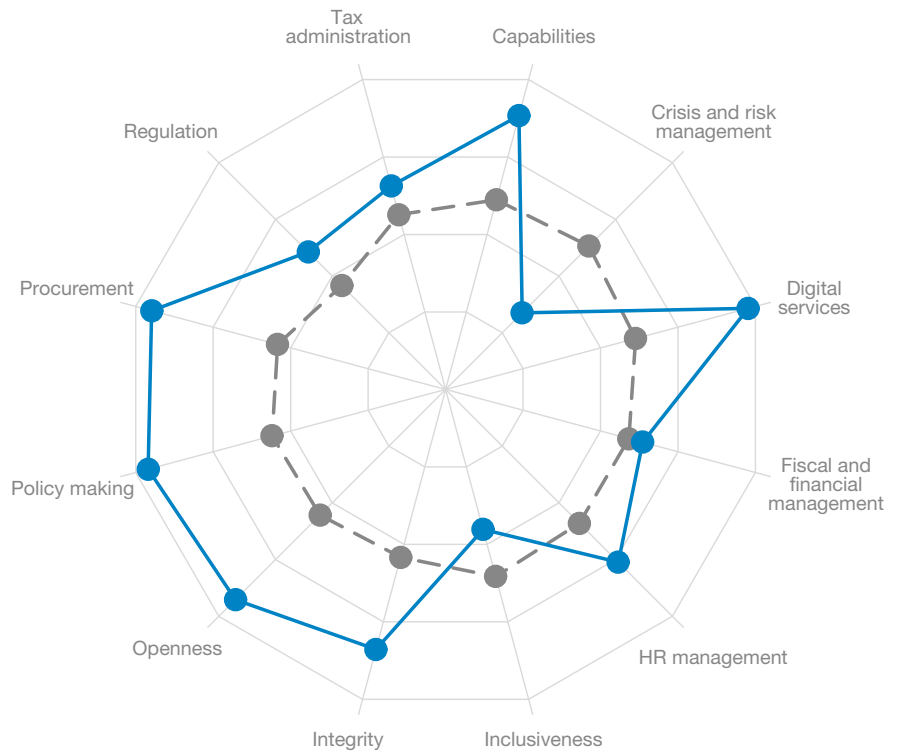 Tax
administration
Capabilities
Crisis and risk
management
Regulation
Procurement
Digital
services
Policy making
Fiscal and
financial
management
Openness
HR management
Integrity
Inclusiveness